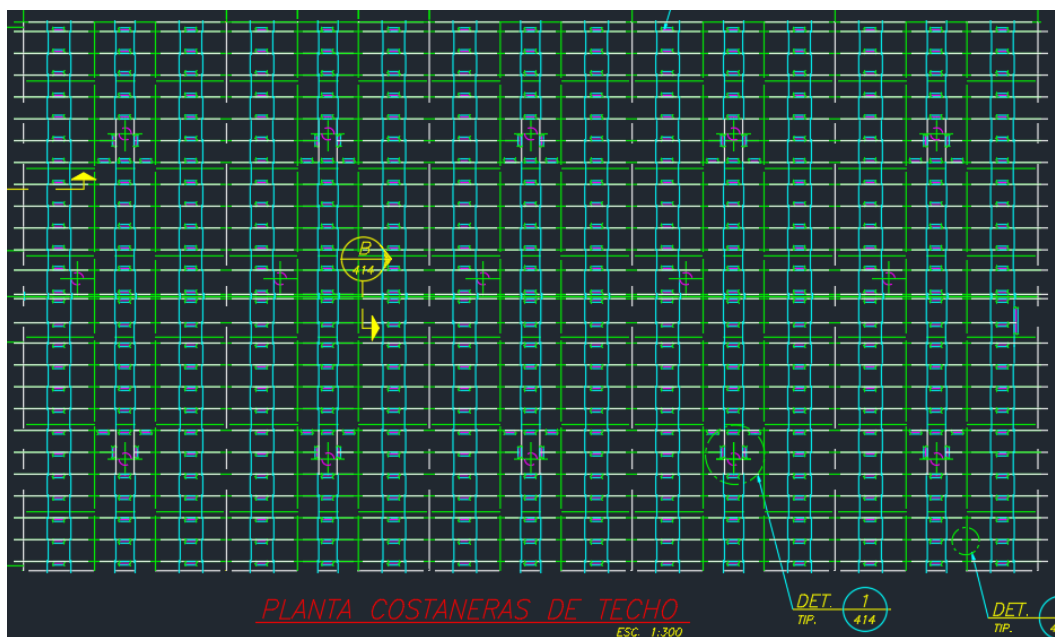 B
414
PLANTA COSTANERAS DE TECHO
ESC. 1:300
DET. 1
TIP. 414
DET.
TIP.